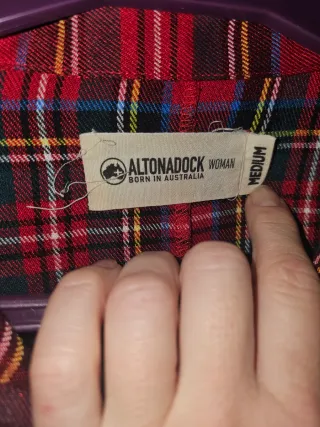 ALTONADOCK WOMAN
BORN IN AUSTRALIA
MEDIUM